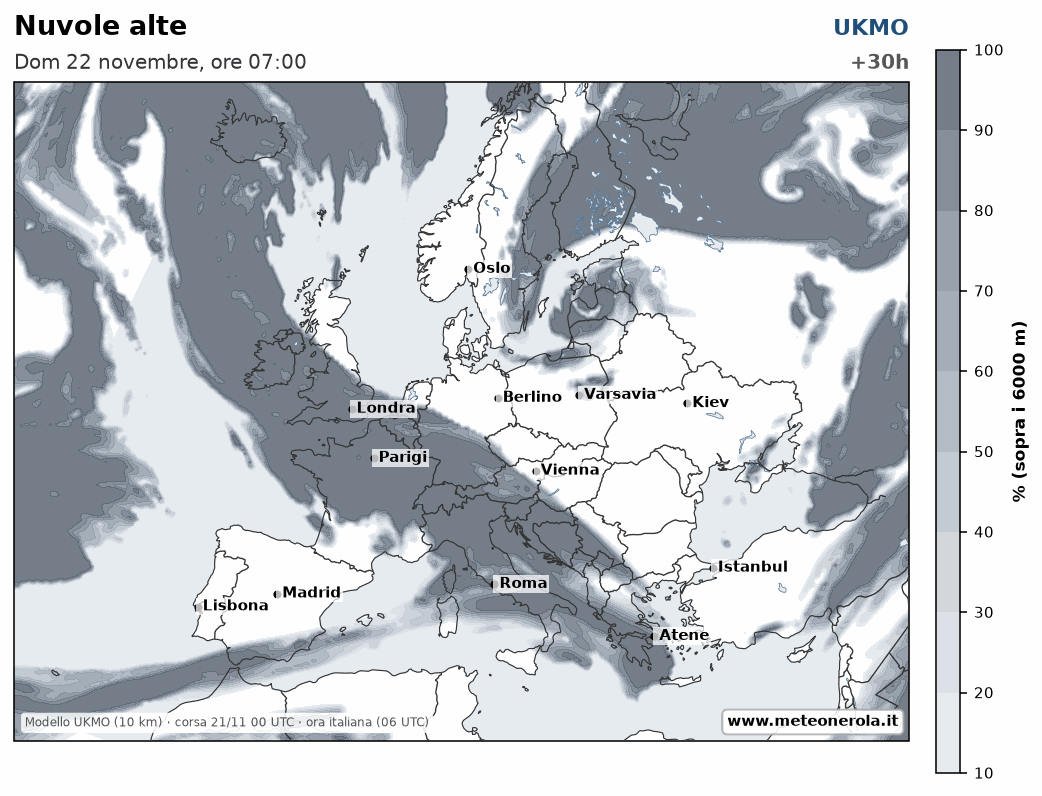 Nuvole alte
UKMO
Dom 22 novembre, ore 07:00
+30h
100
90
80
70
60
50
40
30
20
10
% (sopra i 6000 m)
Oslo
Berlino
Varsavia
Kiev
Londra
Parigi
Vienna
Istanbul
Roma
Madrid
Lisbona
Atene
Modello UKMO (10 km) · corsa 21/11 00 UTC · ora italiana (06 UTC)
www.meteonerola.it